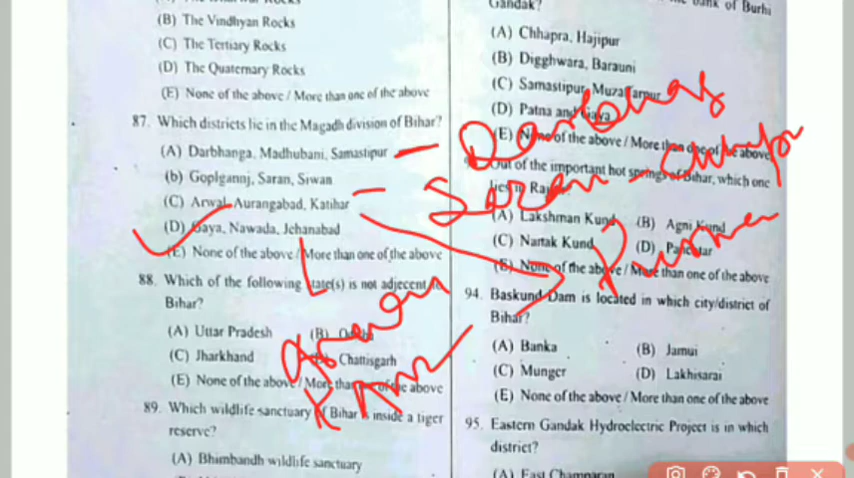 (B) The Vindhyan Rocks
(C) The Tertiary Rocks
(D) The Quaternary Rocks
(E) None of the above / More than one of the above
87. Which districts lie in the Magadh division of Bihar?
(A) Darbhanga, Madhubani, Samastipur
(b) Goplgannj, Saran, Siwan
(C) Arwal, Aurangabad, Katihar
(D) Gaya, Nawada, Jehanabad
(E) None of the above / More than one of the above
88. Which of the following state(s) is not adjecent to
Bihar?
(A) Uttar Pradesh (B)
(C) Jharkhand Chattisgarh
(E) None of the above / More than one of the above
89. Which wildlife sanctuary of Bihar is inside a tiger
reserve?
(A) Bhimbandh wildlife sanctuary
Gandak? bank of Burhi
(A) Chhapra, Hajipur
(B) Digghwara, Barauni
(C) Samastipur, Muzaffarpur
(D) Patna and Gaya
(E) None of the above / More than one of the above
Out of the important hot springs of Bihar, which one
lies in
(A) Lakshman Kund (B) Agni Kund
(C) Nanak Kund (D)
(E) None of the above / More than one of the above
94. Baskund Dam is located in which city/district of
Bihar?
(A) Banka (B) Jamui
(C) Munger (D) Lakhisarai
(E) None of the above / More than one of the above
95. Eastern Gandak Hydroelectric Project is in which
district?
(A) East Champaran
Saran